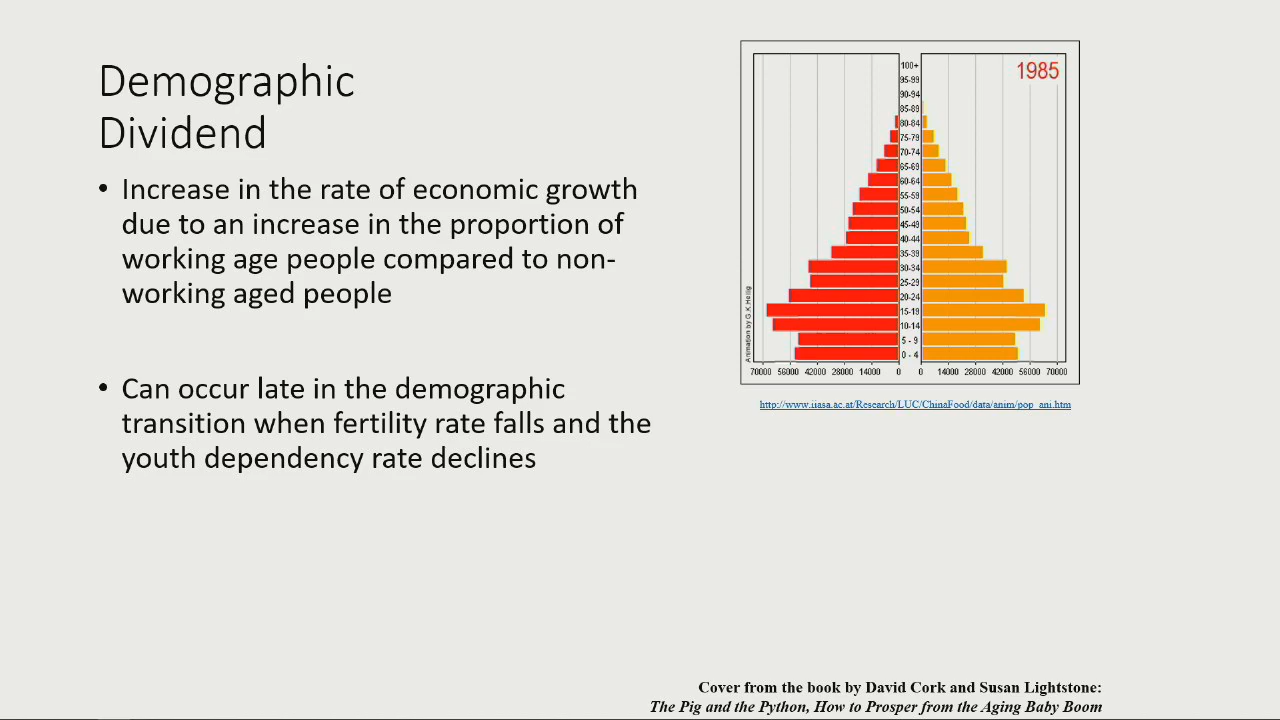 Demographic
Dividend
• Increase in the rate of economic growth
due to an increase in the proportion of
working age people compared to non-
working aged people
• Can occur late in the demographic
transition when fertility rate falls and the
youth dependency rate declines
1985
100+
95-99
90-94
85-89
80-84
75-79
70-74
65-69
60-64
55-59
50-54
45-49
40-44
35-39
30-34
25-29
20-24
15-19
10-14
5 - 9
0 - 4
70000 56000 42000 28000 14000 0 0 14000 28000 42000 56000 70000
Animation by G.K.Heilig
http://www.iiasa.ac.at/Research/LUC/ChinaFood/data/anim/pop_ani.htm
Cover from the book by David Cork and Susan Lightstone:
The Pig and the Python, How to Prosper from the Aging Baby Boom